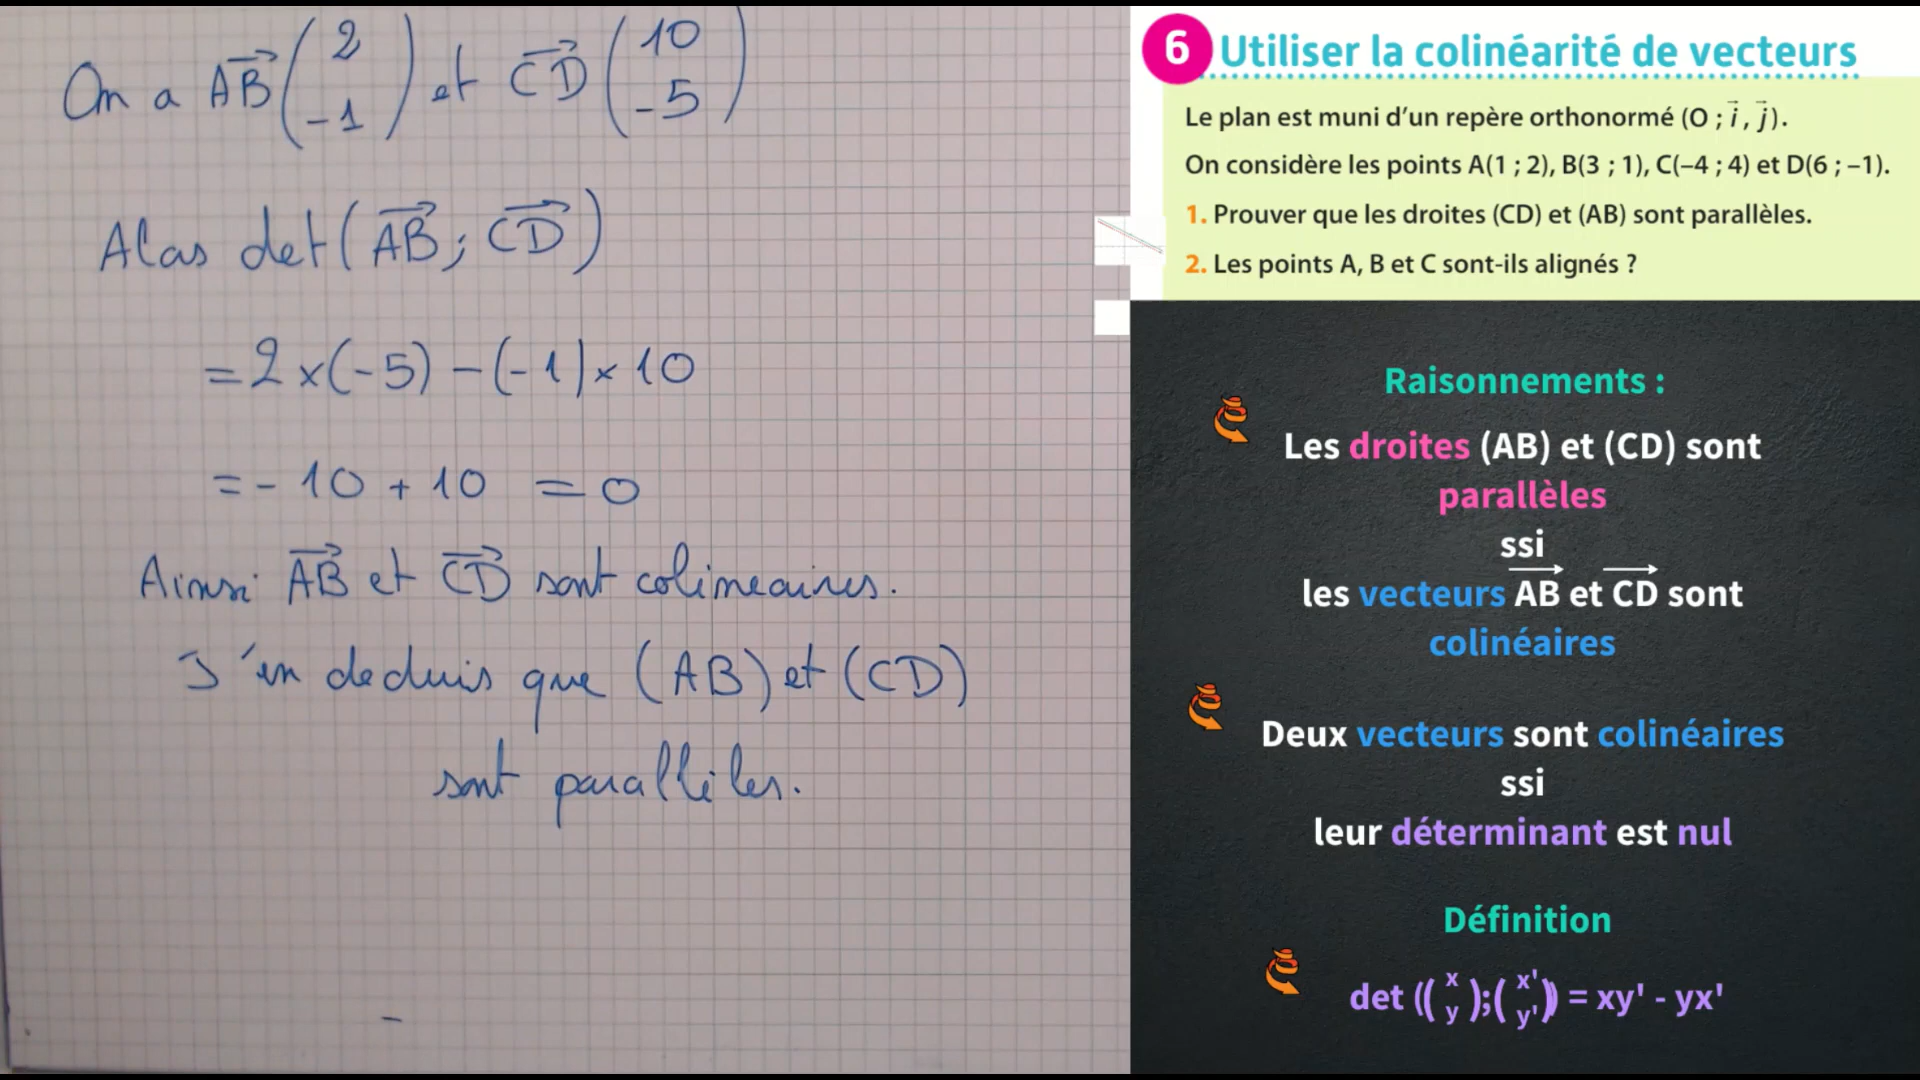 On a AB (2 -1) et CD (10 -5)
Alas det (AB ; CD)
= 2 x (-5) - (-1) x 10
= - 10 + 10 = 0
Ainsi AB et CD sont colineaires.
J'en deduis que (AB) et (CD)
sont parallèles.
6 Utiliser la colinéarité de vecteurs
Le plan est muni d'un repère orthonormé (O ; i, j).
On considère les points A(1 ; 2), B(3 ; 1), C(–4 ; 4) et D(6 ; –1).
1. Prouver que les droites (CD) et (AB) sont parallèles.
2. Les points A, B et C sont-ils alignés ?
Raisonnements :
Les droites (AB) et (CD) sont
parallèles
ssi
les vecteurs AB et CD sont
colinéaires
Deux vecteurs sont colinéaires
ssi
leur déterminant est nul
Définition
det ((x y);(x' y')) = xy' - yx'